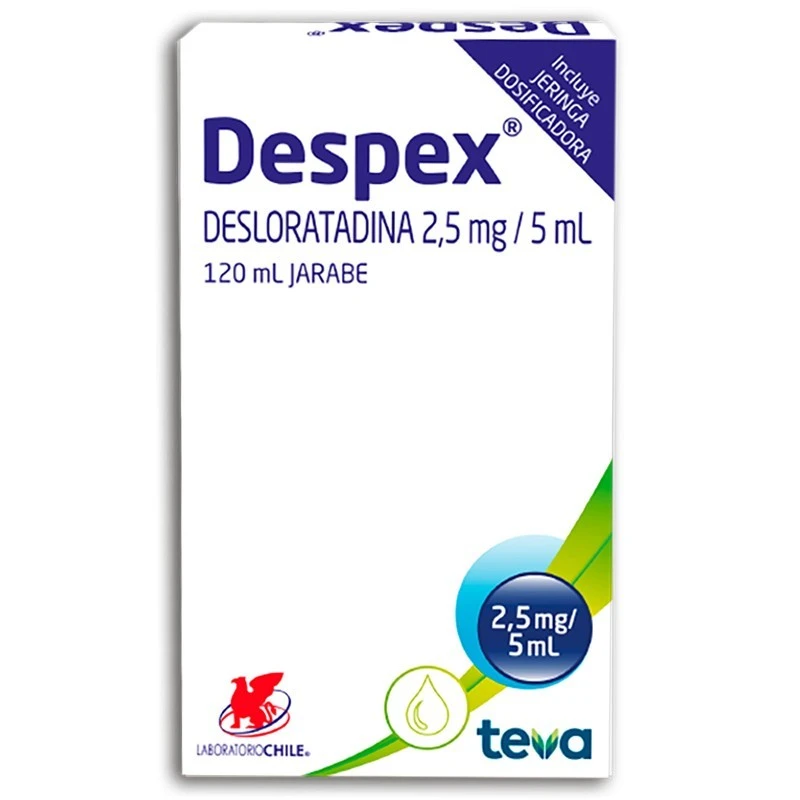 Despex®
Incluye
JERINGA
DOSIFICADORA
Despex®
DESLORATADINA 2,5 mg / 5 mL
120 mL JARABE
2,5 mg/
5 mL
LABORATORIOCHILE®
teva